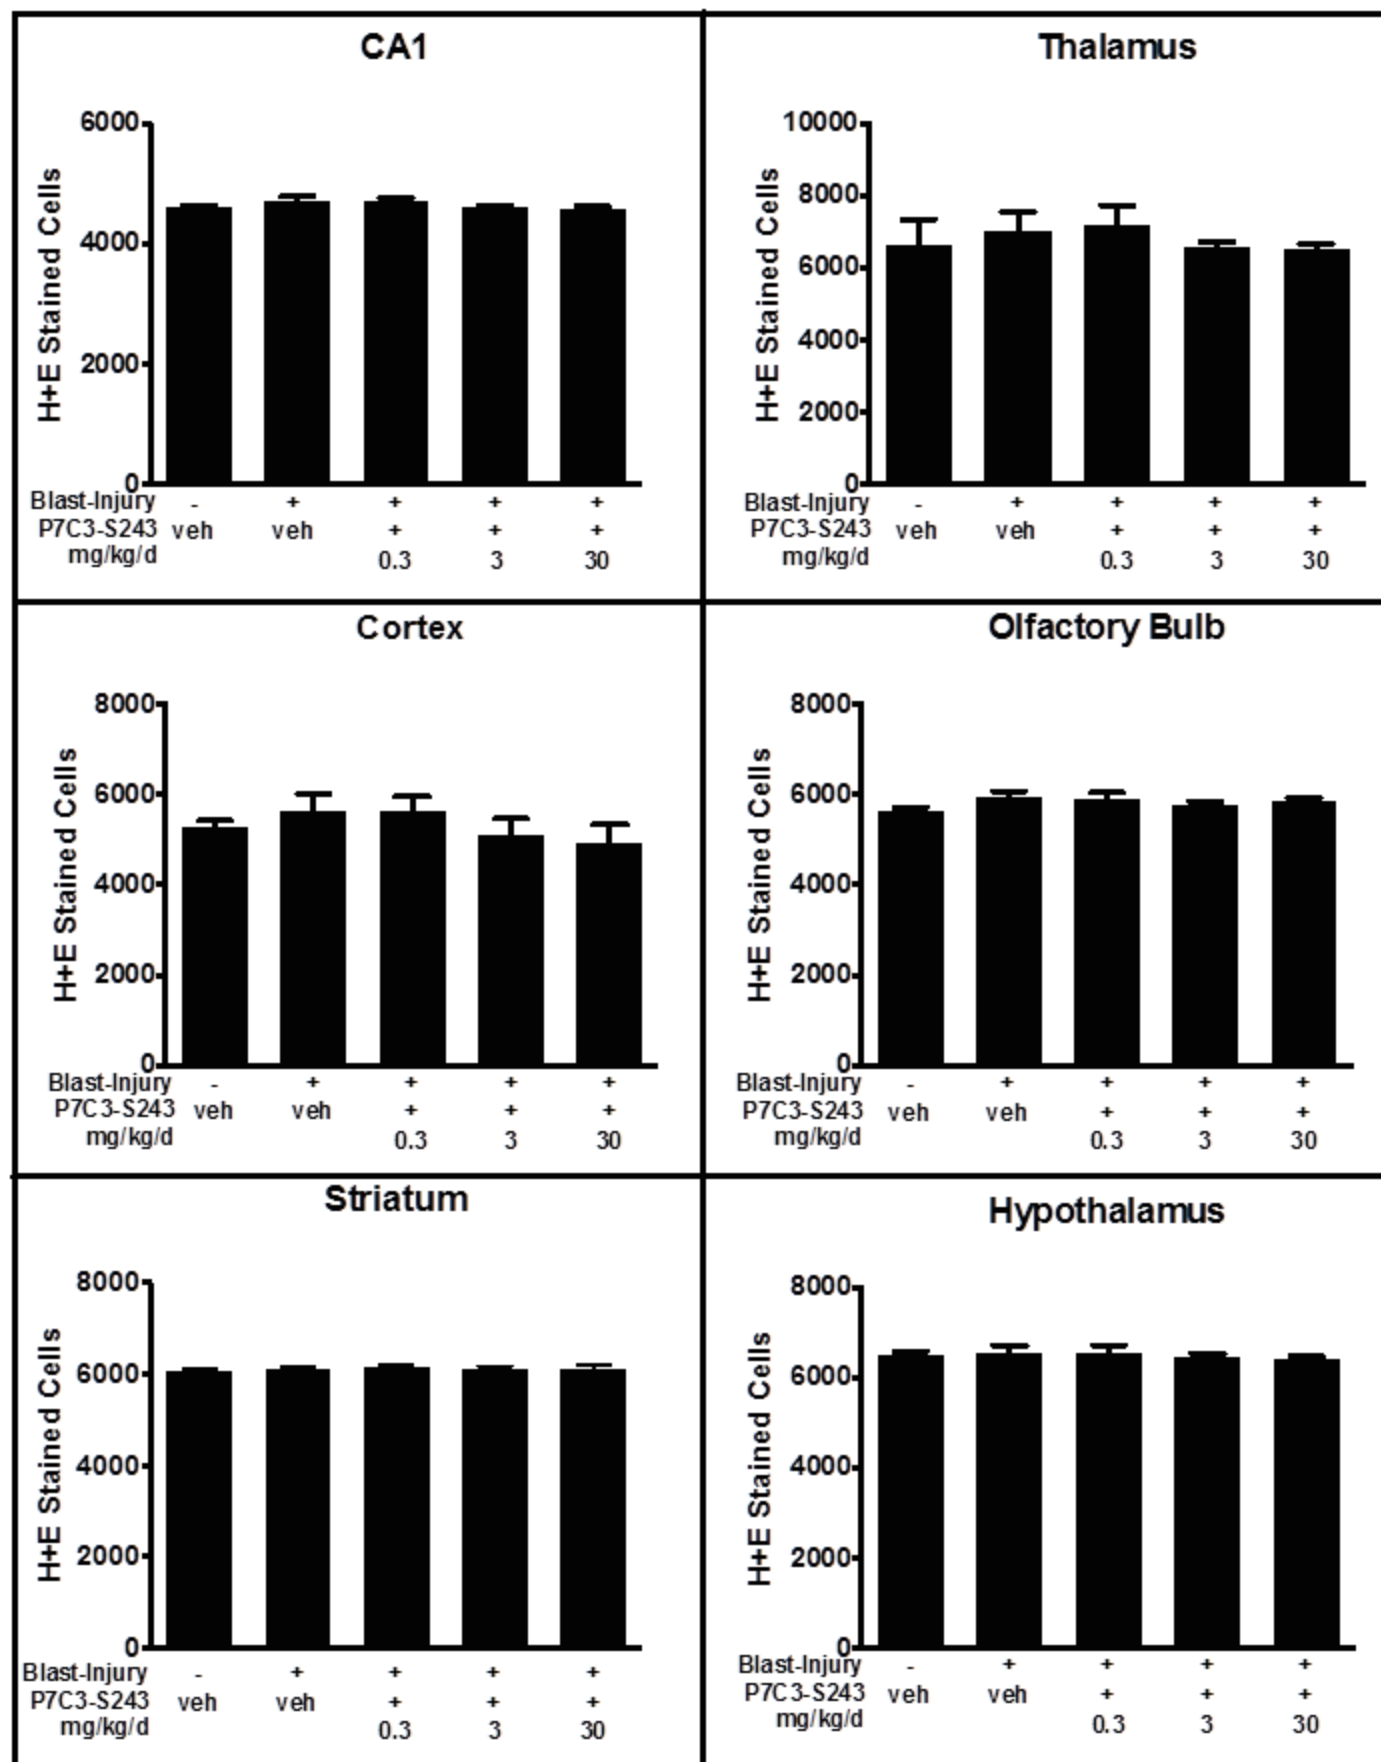 CA1
H+E Stained Cells
6000
4000
2000
0
Blast-Injury - + + + +
P7C3-S243 veh veh + + +
mg/kg/d 0.3 3 30
Thalamus
H+E Stained Cells
10000
8000
6000
4000
2000
0
Blast-Injury - + + + +
P7C3-S243 veh veh + + +
mg/kg/d 0.3 3 30
Cortex
H+E Stained Cells
8000
6000
4000
2000
0
Blast-Injury - + + + +
P7C3-S243 veh veh + + +
mg/kg/d 0.3 3 30
Olfactory Bulb
H+E Stained Cells
8000
6000
4000
2000
0
Blast-Injury - + + + +
P7C3-S243 veh veh + + +
mg/kg/d 0.3 3 30
Striatum
H+E Stained Cells
8000
6000
4000
2000
0
Blast-Injury - + + + +
P7C3-S243 veh veh + + +
mg/kg/d 0.3 3 30
Hypothalamus
H+E Stained Cells
8000
6000
4000
2000
0
Blast-Injury - + + + +
P7C3-S243 veh veh + + +
mg/kg/d 0.3 3 30